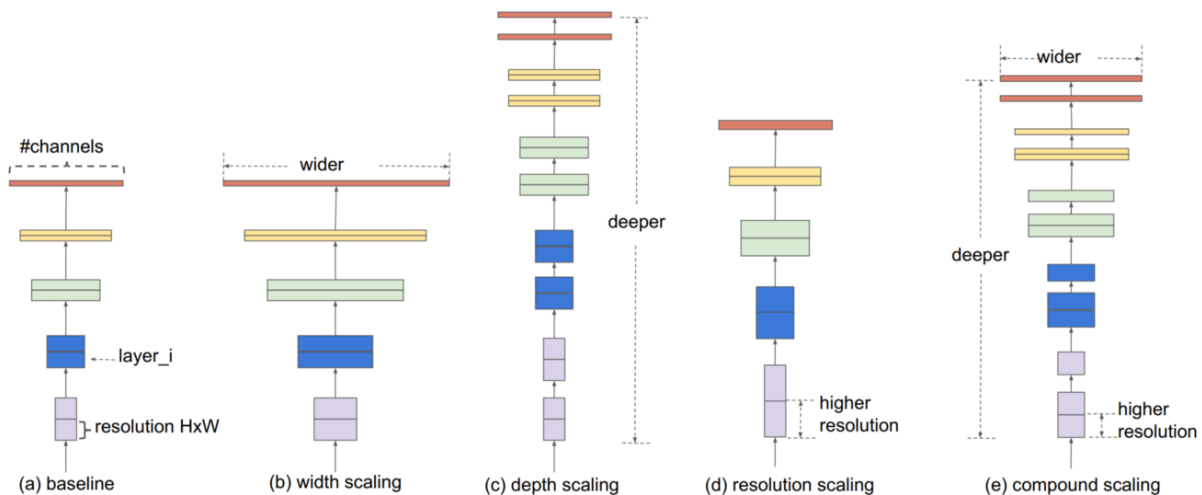 #channels
layer_i
resolution HxW
(a) baseline
wider
(b) width scaling
deeper
(c) depth scaling
higher
resolution
(d) resolution scaling
wider
deeper
higher
resolution
(e) compound scaling